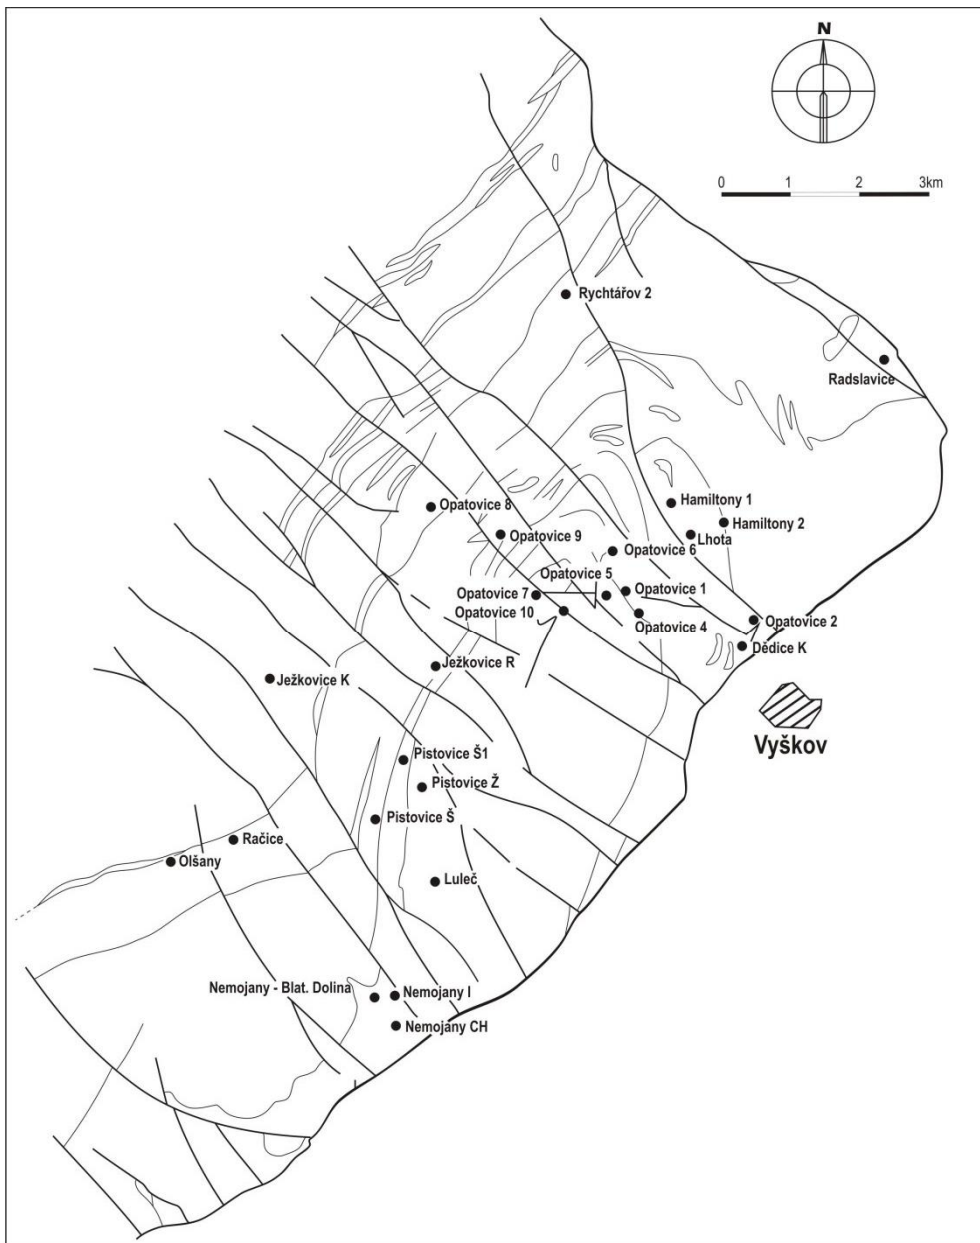 N
0 1 2 3km
Rychtářov 2
Radslavice
Hamiltony 1
Opatovice 8
Hamiltony 2
Opatovice 9
Lhota
Opatovice 6
Opatovice 5
Opatovice 7
Opatovice 1
Opatovice 10
Opatovice 4
Opatovice 2
Dědice K
Ježkovice R
Ježkovice K
Vyškov
Pistovice Š1
Pistovice Ž
Pistovice Š
Račice
Olšany
Luleč
Nemojany - Blat. Dolina
Nemojany I
Nemojany CH